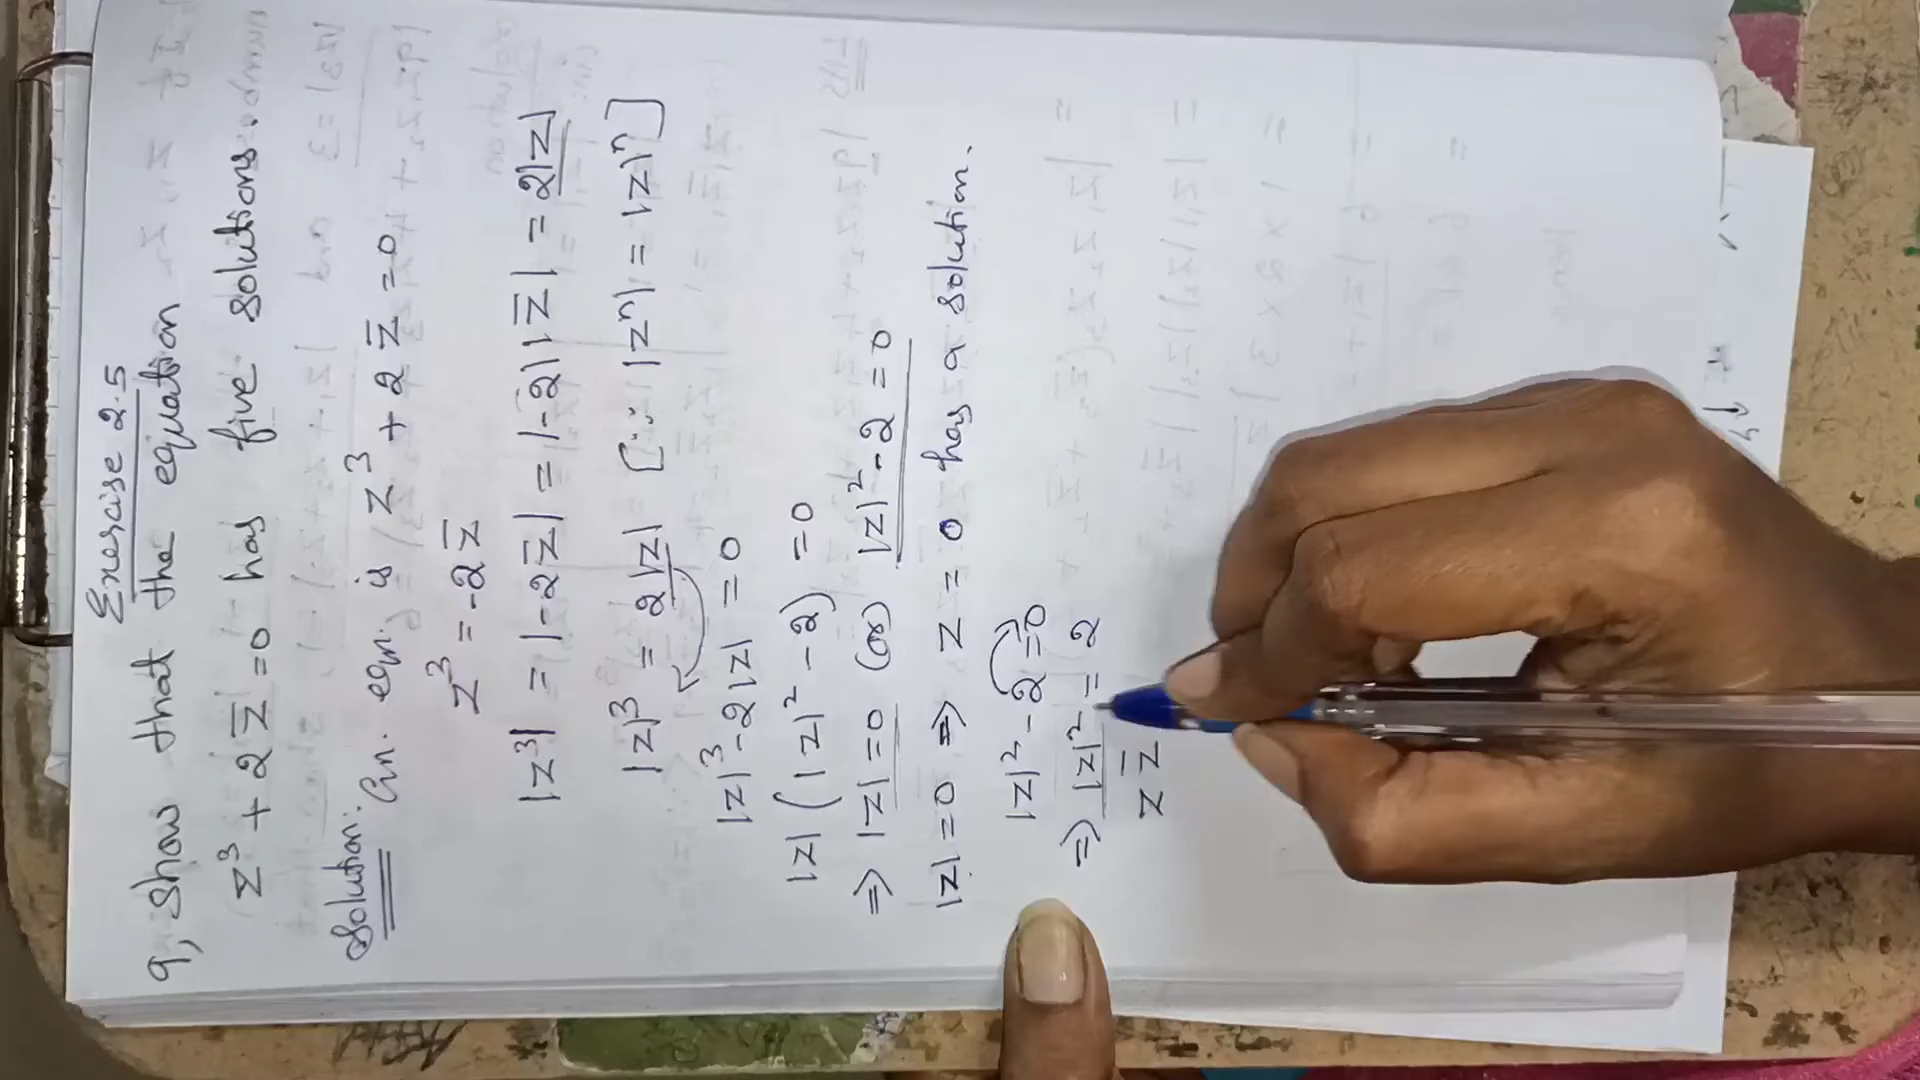 Exercise 2.5
9, Show that the equation
z³ + 2z̅ = 0 has five solutions.
Solution:
Gn. eqn. is z³ + 2z̅ = 0
z³ = -2z̅
|z³| = |-2z̅| = |-2||z̅| = 2|z|
|z|³ = 2|z| [∵ |zⁿ| = |z|ⁿ]
|z|³ - 2|z| = 0
|z| (|z|² - 2) = 0
⇒ |z| = 0 (or) |z|² - 2 = 0
|z| = 0 ⇒ z = 0 has a solution.
|z|² - 2 = 0
⇒ |z|² = 2
z z̅